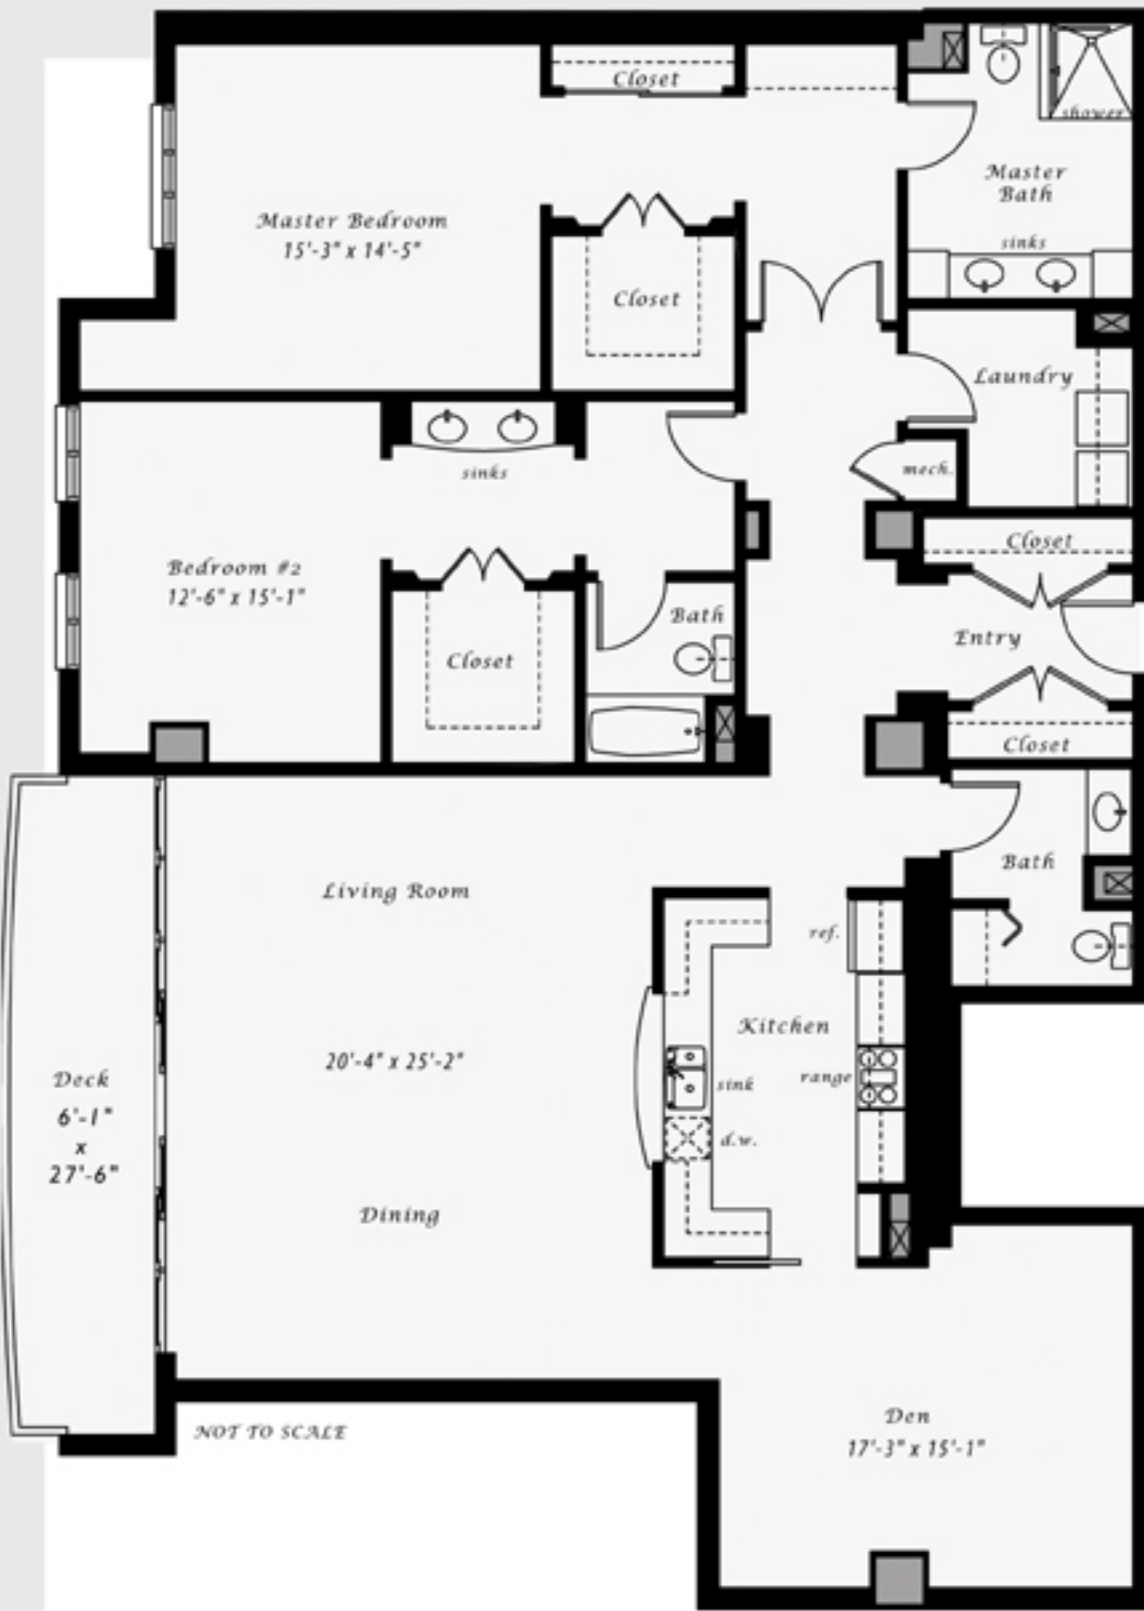 Closet
shower
Master
Bath
Master Bedroom
15'-3" x 14'-5"
sinks
Closet
Laundry
mech.
sinks
Closet
Bedroom #2
12'-6" x 15'-1"
Bath
Entry
Closet
Closet
Bath
Living Room
ref.
Kitchen
20'-4" x 25'-2"
range
sink
Deck
6'-1"
x
27'-6"
d.w.
Dining
Den
17'-3" x 15'-1"
NOT TO SCALE